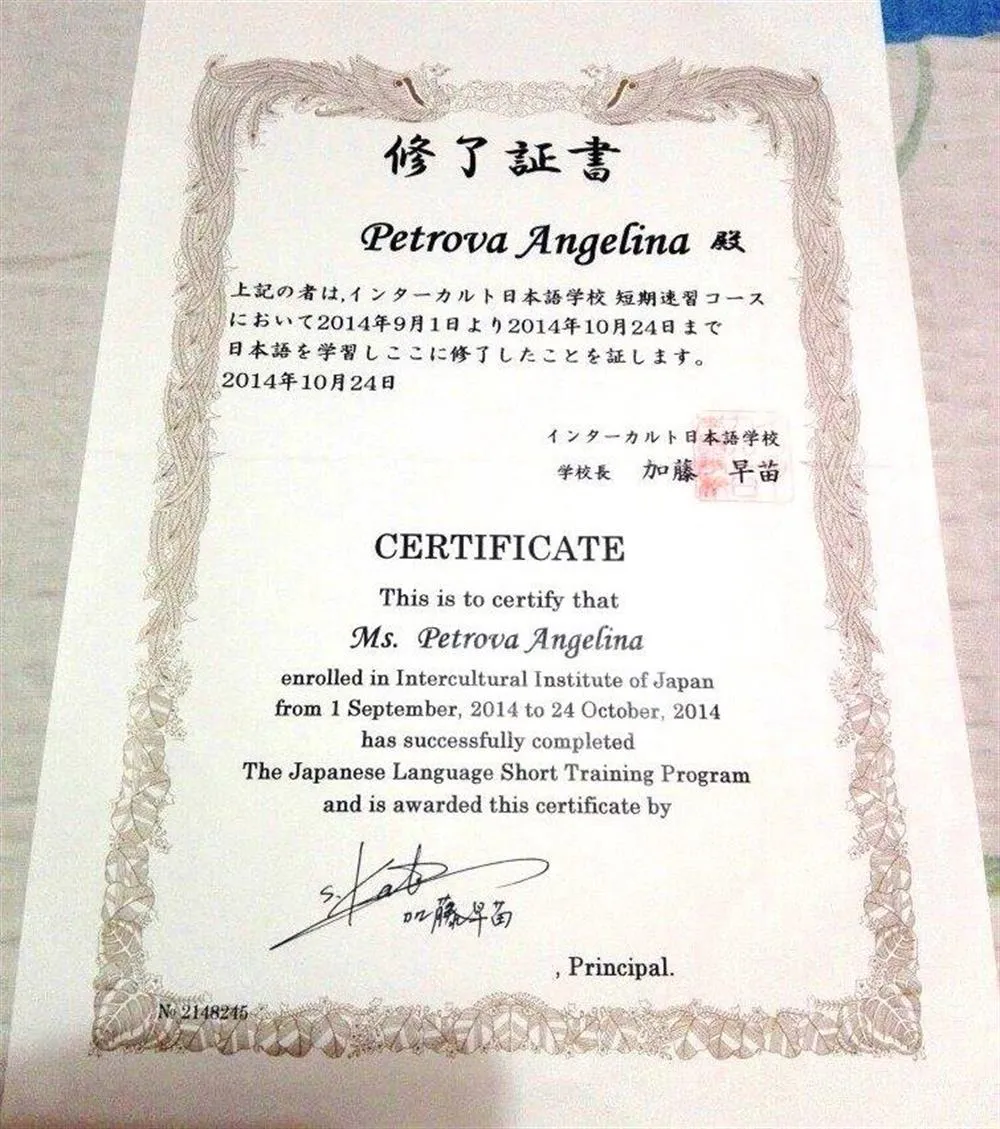 修了証書
Petrova Angelina 殿
上記の者は,インターカルト日本語学校 短期速習コース
において2014年9月1日より2014年10月24日まで
日本語を学習しここに修了したことを証します。
2014年10月24日
インターカルト日本語学校
学校長 加藤 早苗
CERTIFICATE
This is to certify that
Ms. Petrova Angelina
enrolled in Intercultural Institute of Japan
from 1 September, 2014 to 24 October, 2014
has successfully completed
The Japanese Language Short Training Program
and is awarded this certificate by
S. Kato
加藤早苗
, Principal.
№ 2148245